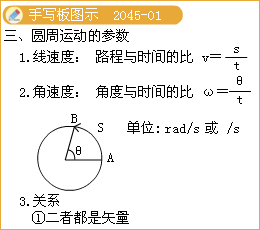 手写板图示 2045-01
三、圆周运动的参数
1.线速度： 路程与时间的比 v＝s/t
2.角速度： 角度与时间的比 ω＝θ/t
B S 单位：rad/s 或 /s
θ A
3.关系
①二者都是矢量